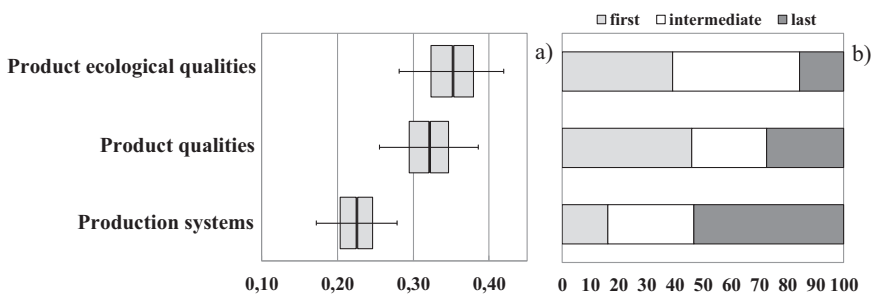 first intermediate last
a) b)
Product ecological qualities
Product qualities
Production systems
0,10 0,20 0,30 0,40
0 10 20 30 40 50 60 70 80 90 100